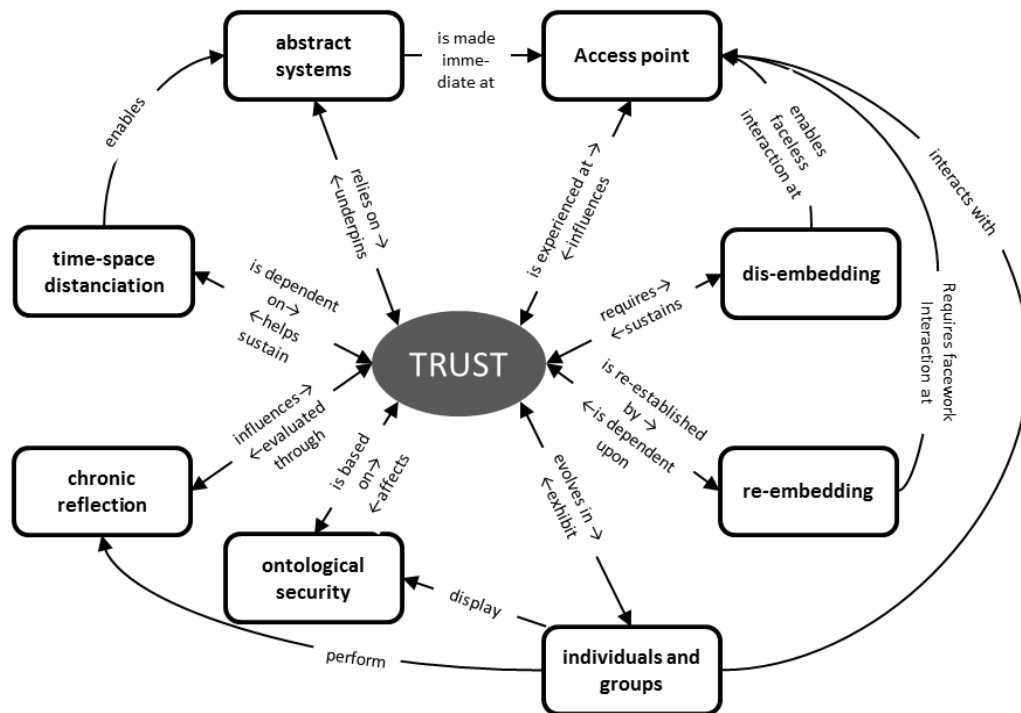 abstract
systems
is made
imme-
diate at
Access point
enables
enables
faceless
interaction at
interacts with
relies on →
←underpins
is experienced at →
←influences
time-space
distanciation
is dependent
on→
←helps
sustain
requires→
←sustains
dis-embedding
Requires facework
Interaction at
TRUST
is re-established
by →
←is dependent
upon
influences→
←evaluated
through
chronic
reflection
is based
on→
←affects
evolves in →
←exhibit
re-embedding
ontological
security
display
perform
individuals and
groups